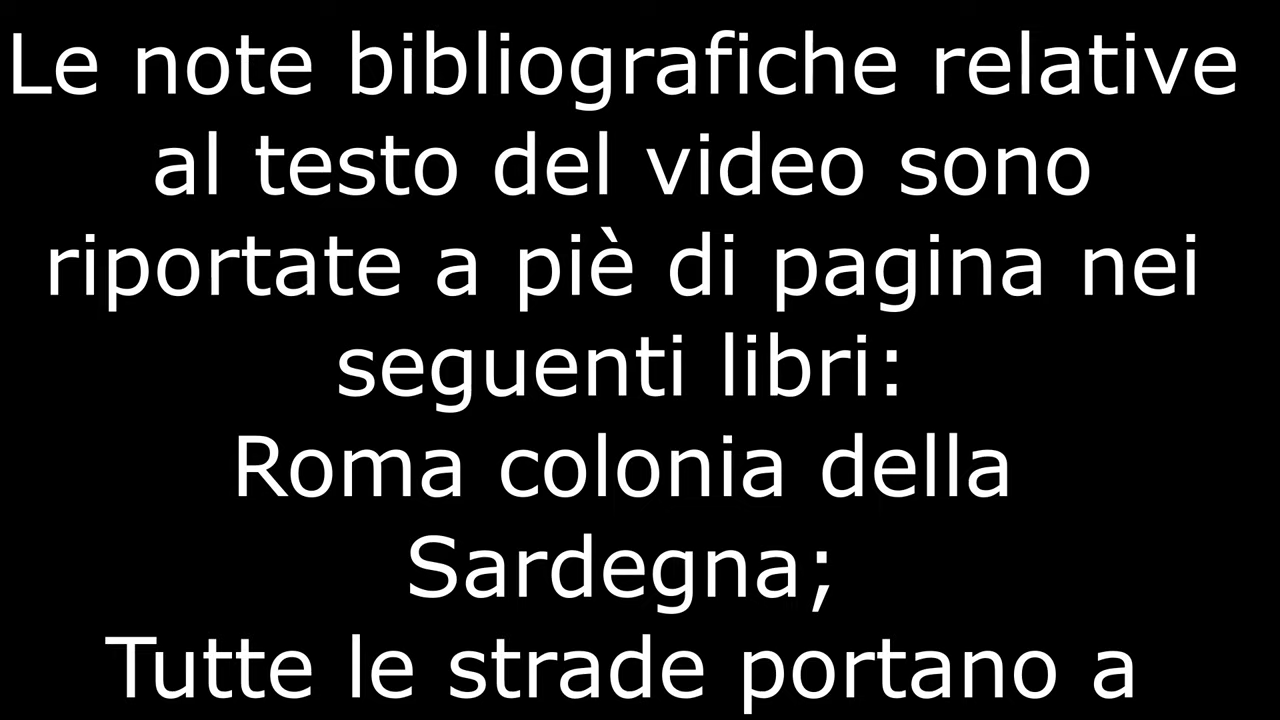 Le note bibliografiche relative
al testo del video sono
riportate a piè di pagina nei
seguenti libri:
Roma colonia della
Sardegna;
Tutte le strade portano a